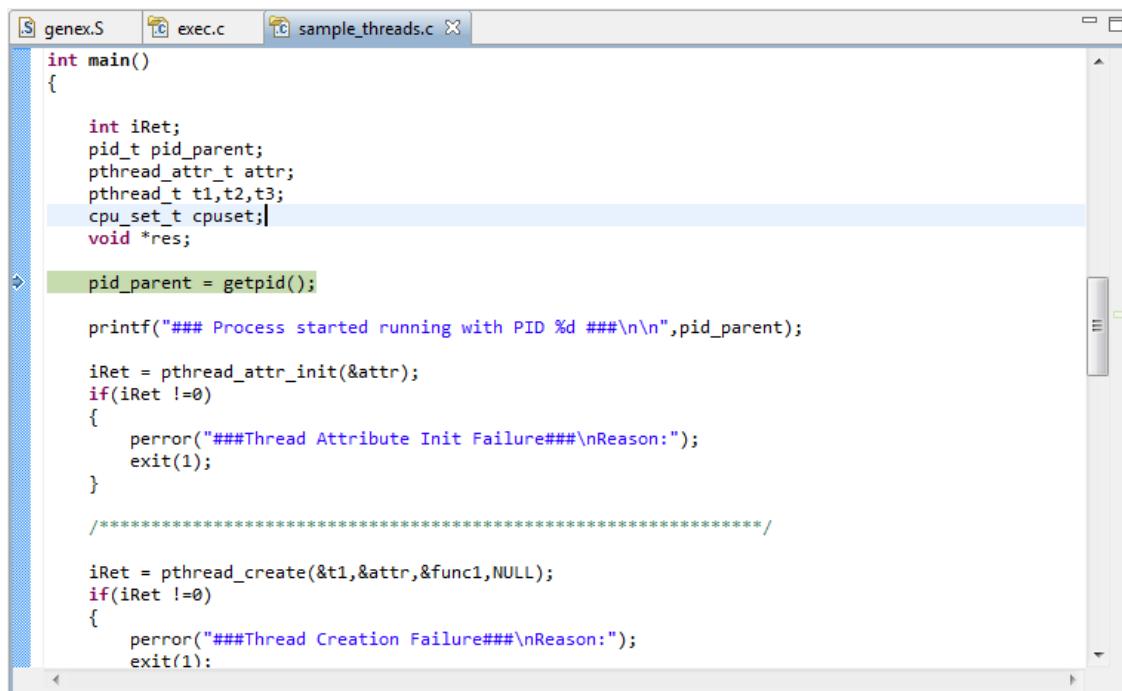 genex.S exec.c sample_threads.c
int main()
{
int iRet;
pid_t pid_parent;
pthread_attr_t attr;
pthread_t t1,t2,t3;
cpu_set_t cpuset;
void *res;
pid_parent = getpid();
printf("### Process started running with PID %d ###\n\n",pid_parent);
iRet = pthread_attr_init(&attr);
if(iRet !=0)
{
perror("###Thread Attribute Init Failure###\nReason:");
exit(1);
}
/****************************************************************/
iRet = pthread_create(&t1,&attr,&func1,NULL);
if(iRet !=0)
{
perror("###Thread Creation Failure###\nReason:");
exit(1);